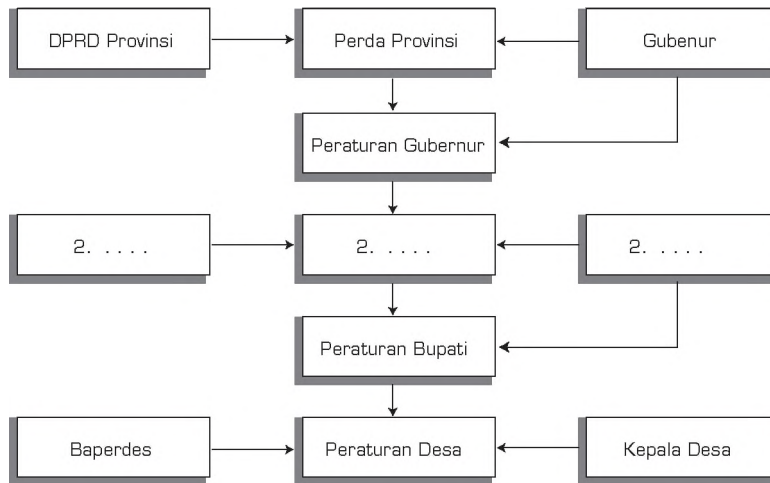 DPRD Provinsi
Perda Provinsi
Gubenur
Peraturan Gubernur
2. . . . .
2. . . . .
2. . . . .
Peraturan Bupati
Baperdes
Peraturan Desa
Kepala Desa